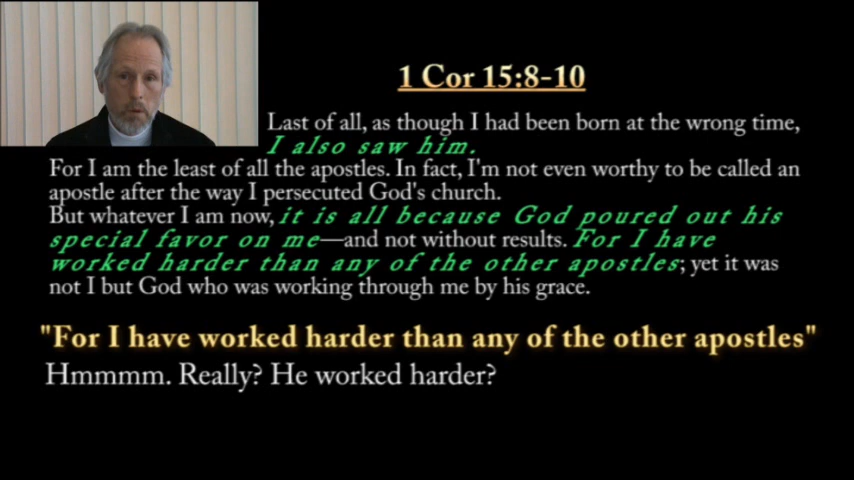 1 Cor 15:8-10
Last of all, as though I had been born at the wrong time,
I also saw him.
For I am the least of all the apostles. In fact, I'm not even worthy to be called an
apostle after the way I persecuted God's church.
But whatever I am now, it is all because God poured out his
special favor on me—and not without results. For I have
worked harder than any of the other apostles; yet it was
not I but God who was working through me by his grace.
"For I have worked harder than any of the other apostles"
Hmmmm. Really? He worked harder?